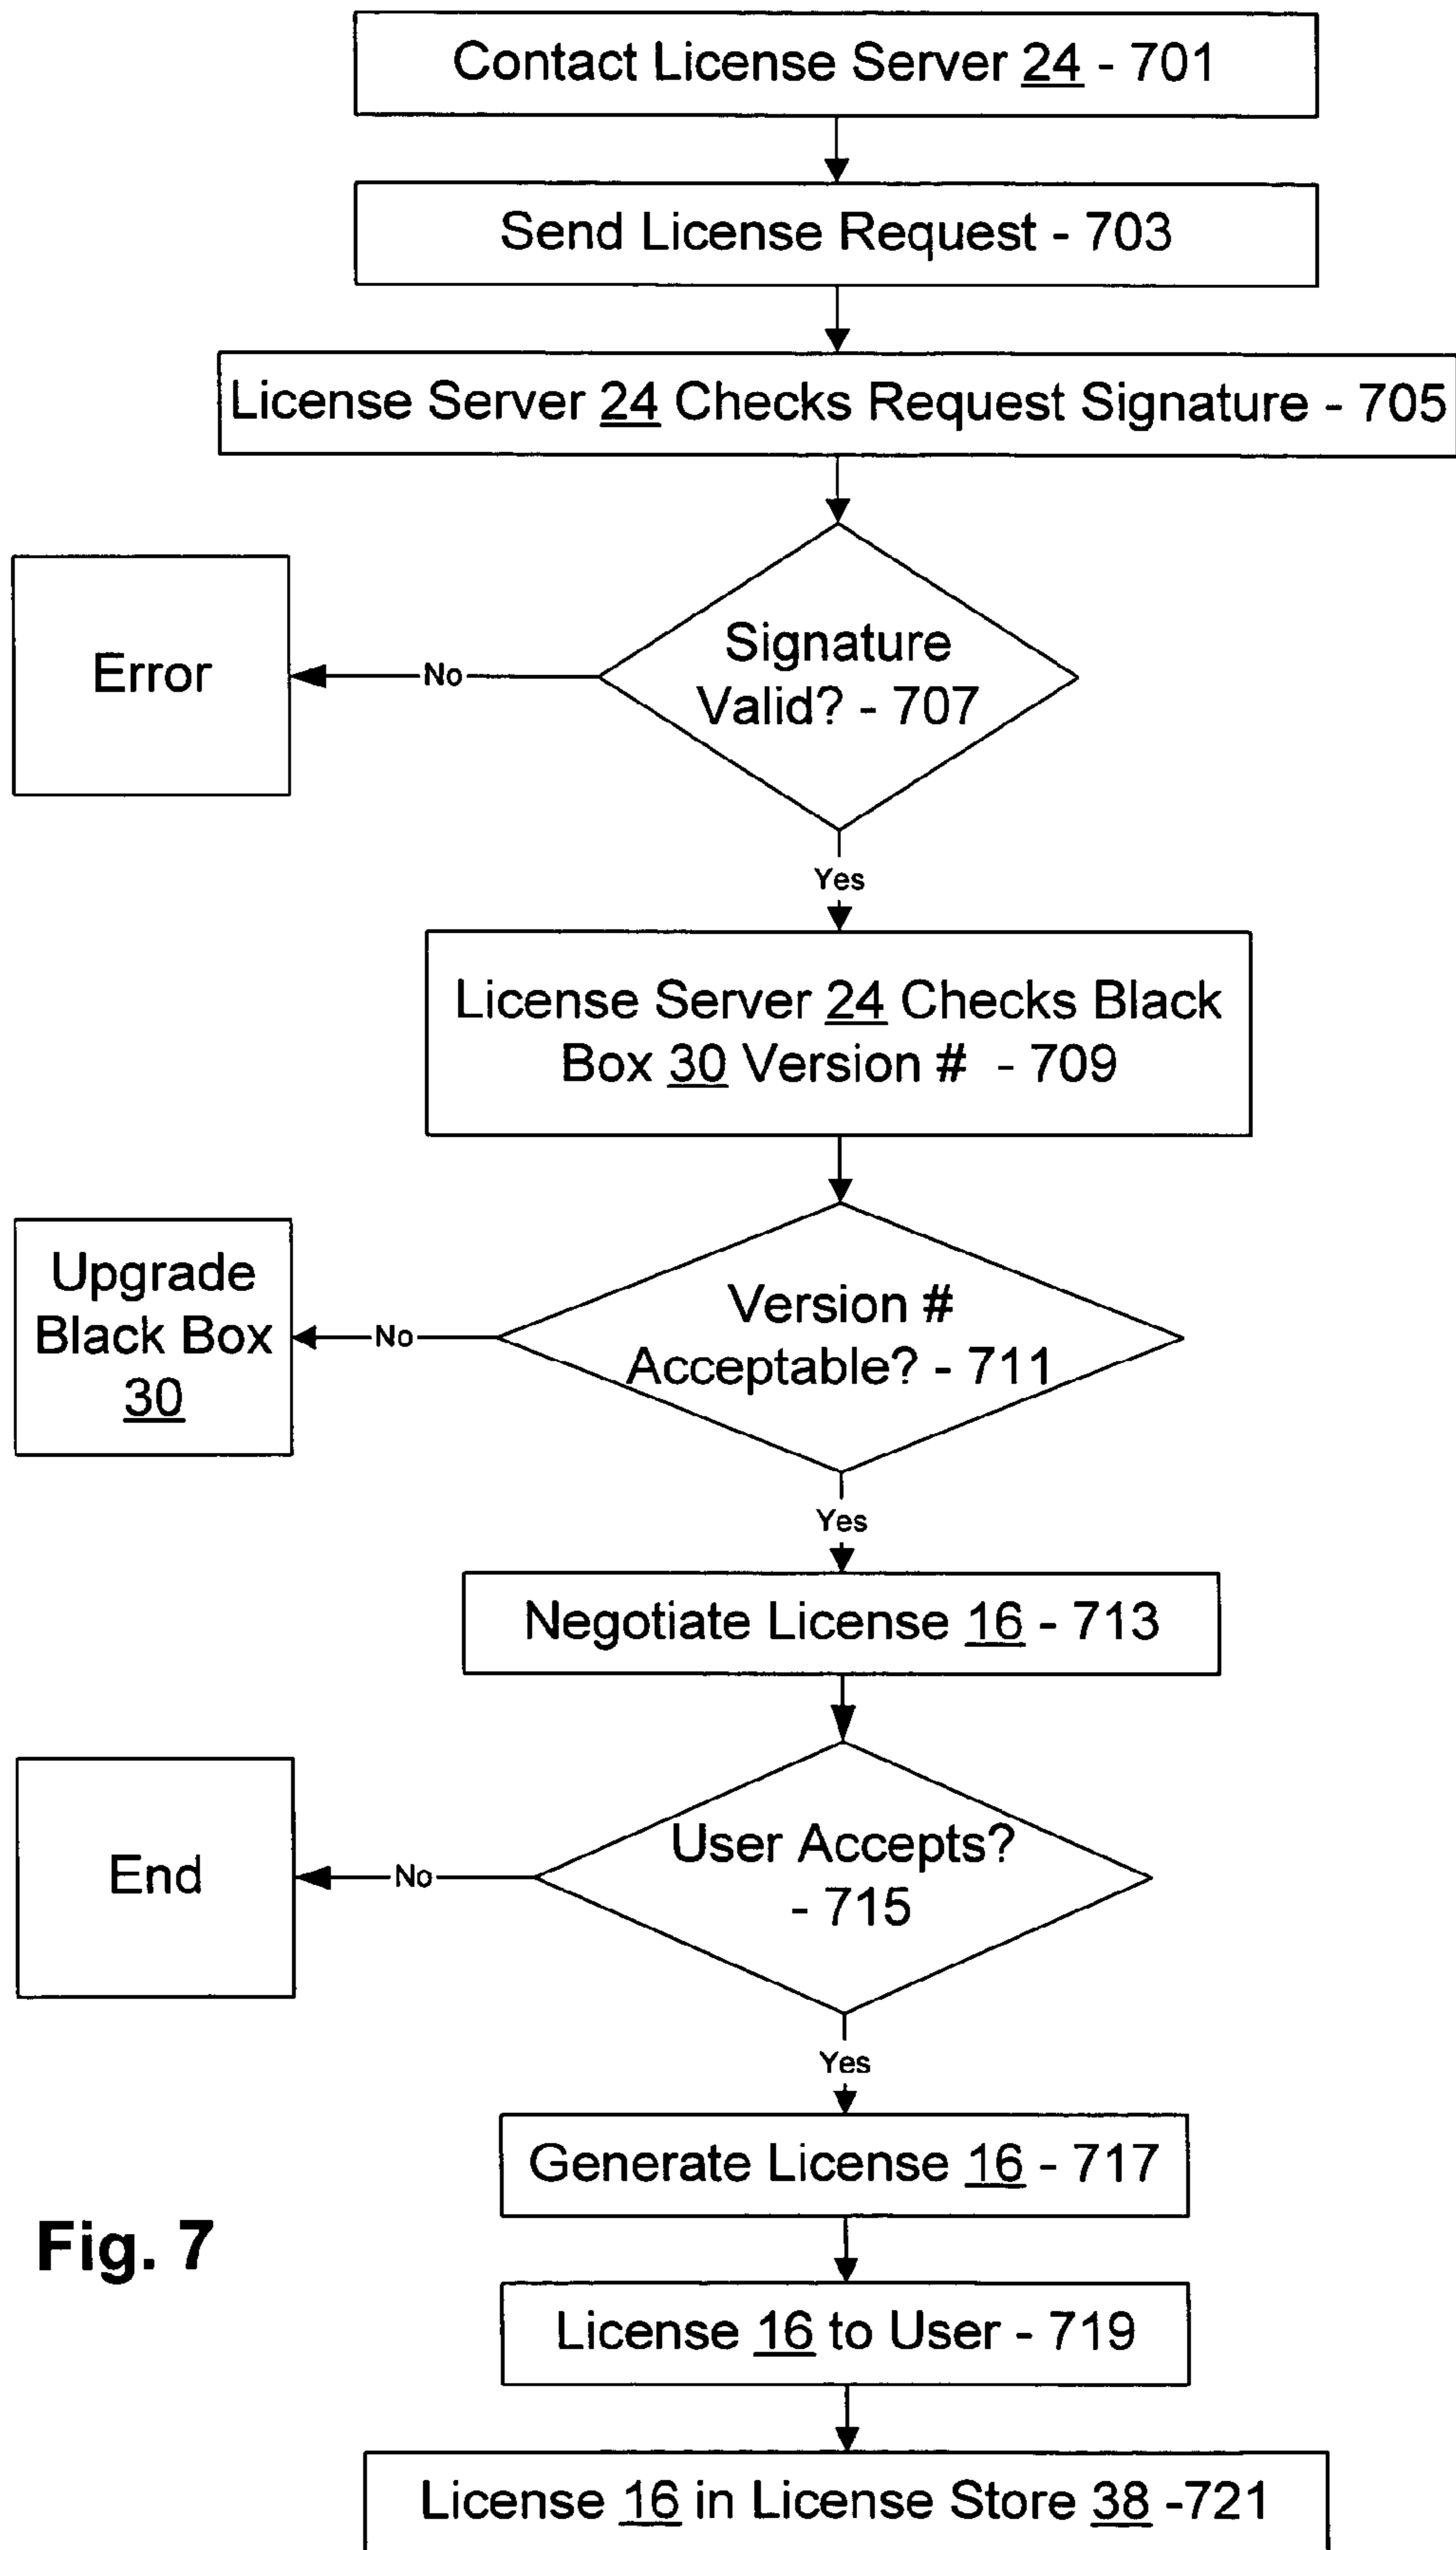 Contact License Server 24 - 701
Send License Request - 703
License Server 24 Checks Request Signature - 705
Signature
Valid? - 707
No
Error
Yes
License Server 24 Checks Black
Box 30 Version # - 709
Version #
Acceptable? - 711
No
Upgrade
Black Box
30
Yes
Negotiate License 16 - 713
User Accepts?
- 715
No
End
Yes
Generate License 16 - 717
License 16 to User - 719
License 16 in License Store 38 -721
Fig. 7